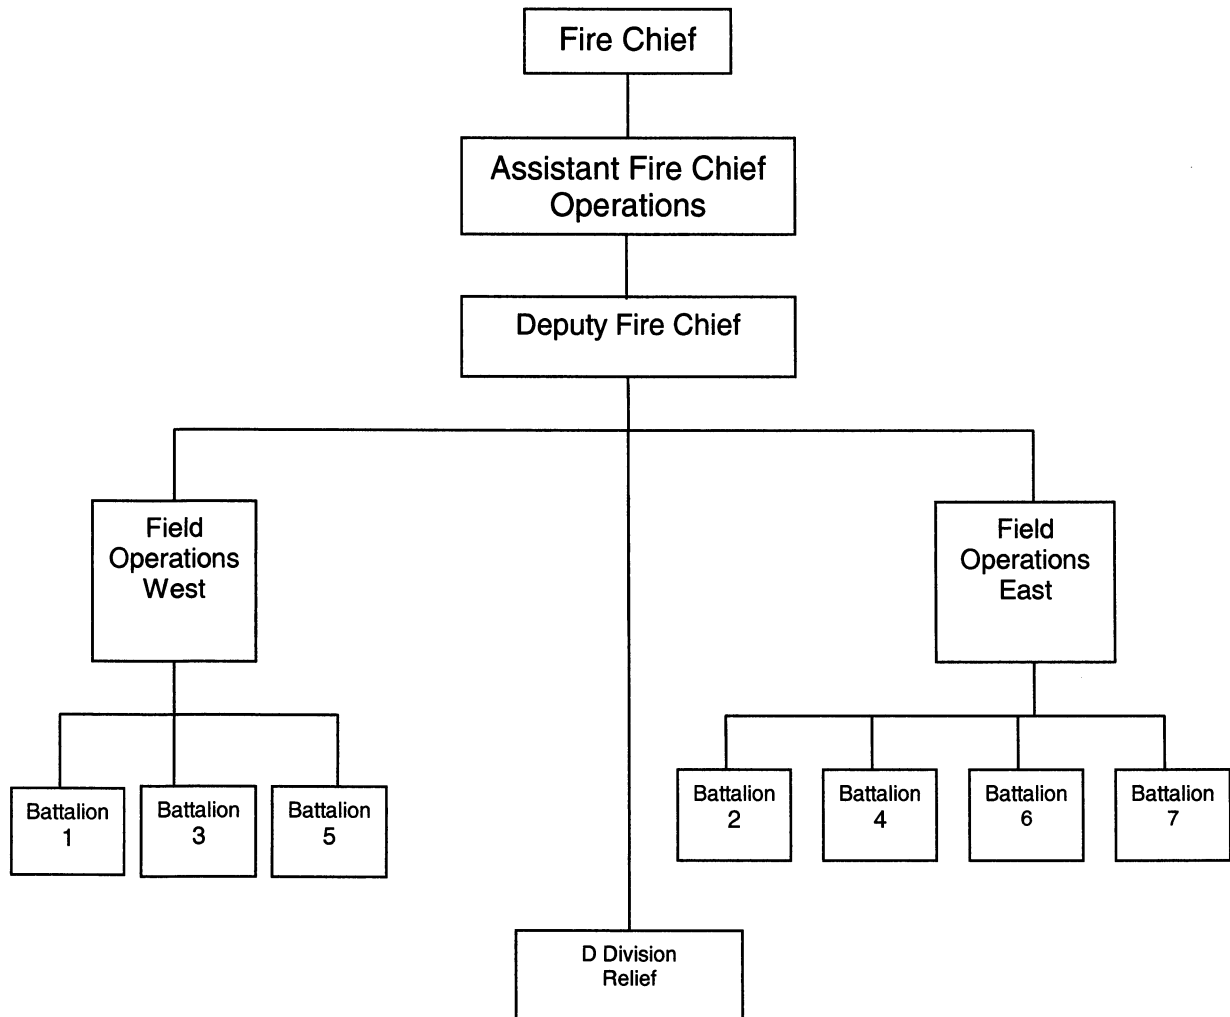 Fire Chief
Assistant Fire Chief
Operations
Deputy Fire Chief
Field
Operations
West
Field
Operations
East
Battalion
1
Battalion
3
Battalion
5
Battalion
2
Battalion
4
Battalion
6
Battalion
7
D Division
Relief